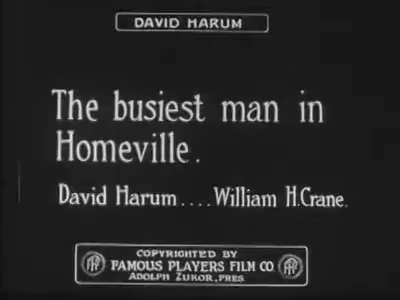 DAVID HARUM
The busiest man in
Homeville.
David Harum....William H.Crane.
COPYRIGHTED BY
FAMOUS PLAYERS FILM CO.
ADOLPH ZUKOR, PRES.